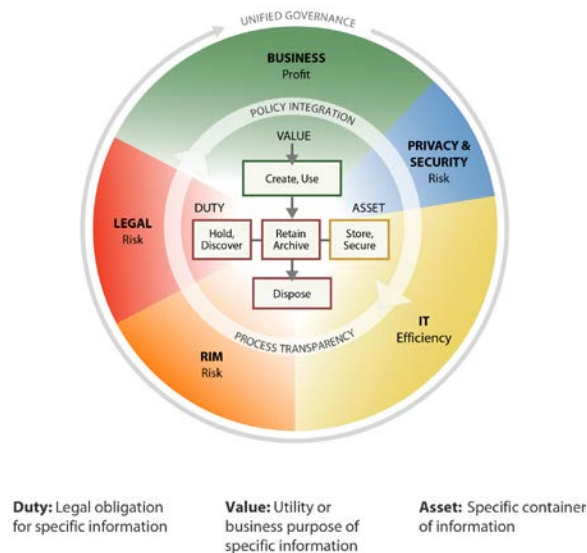 UNIFIED GOVERNANCE
BUSINESS
Profit
POLICY INTEGRATION
VALUE
PRIVACY &
SECURITY
Risk
Create, Use
DUTY
ASSET
LEGAL
Risk
Hold,
Discover
Retain
Archive
Store,
Secure
Dispose
IT
Efficiency
PROCESS TRANSPARENCY
RIM
Risk
Duty: Legal obligation
for specific information
Value: Utility or
business purpose of
specific information
Asset: Specific container
of information